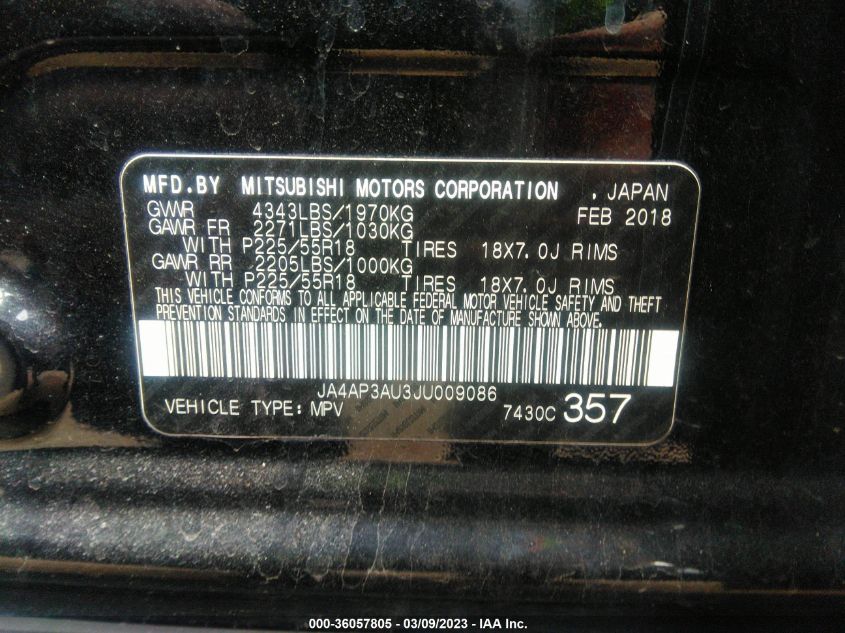 MFD.BY MITSUBISHI MOTORS CORPORATION , JAPAN
GVWR 4343LBS/1970KG FEB 2018
GAWR FR 2271LBS/1030KG
WITH P225/55R18 TIRES 18X7.0J RIMS
GAWR RR 2205LBS/1000KG
WITH P225/55R18 TIRES 18X7.0J RIMS
THIS VEHICLE CONFORMS TO ALL APPLICABLE FEDERAL MOTOR VEHICLE SAFETY AND THEFT
PREVENTION STANDARDS IN EFFECT ON THE DATE OF MANUFACTURE SHOWN ABOVE.
JA4AP3AU3JU009086
VEHICLE TYPE: MPV 7430C 357
000-36057805 - 03/09/2023 - IAA Inc.